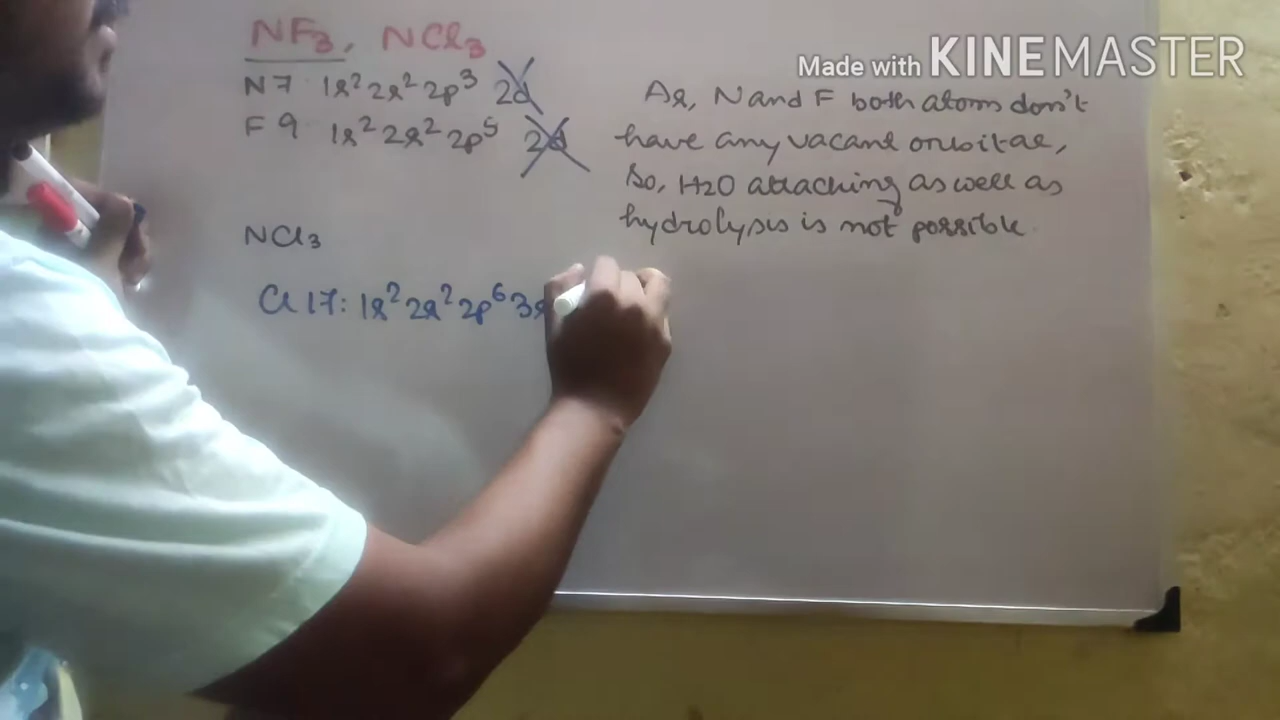 Made with KINEMASTER
NF₃, NCl₃
N 7 1s² 2s² 2p³ 2d
F 9 1s² 2s² 2p⁵ 2d
As, N and F both atoms don't
have any vacant orbital,
So, H2O attaching as well as
hydrolysis is not possible.
NCl₃
Cl 17: 1s² 2s² 2p⁶ 3s